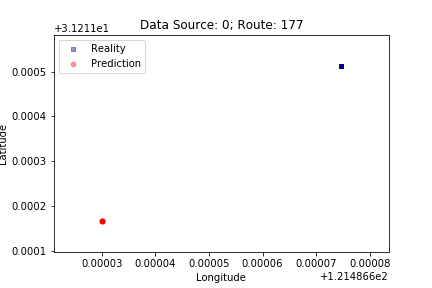 Data Source: 0; Route: 177
+3.1211e1
Reality
Prediction
0.0005
0.0004
0.0003
0.0002
0.0001
Latitude
0.00003 0.00004 0.00005 0.00006 0.00007 0.00008
Longitude
+1.214866e2